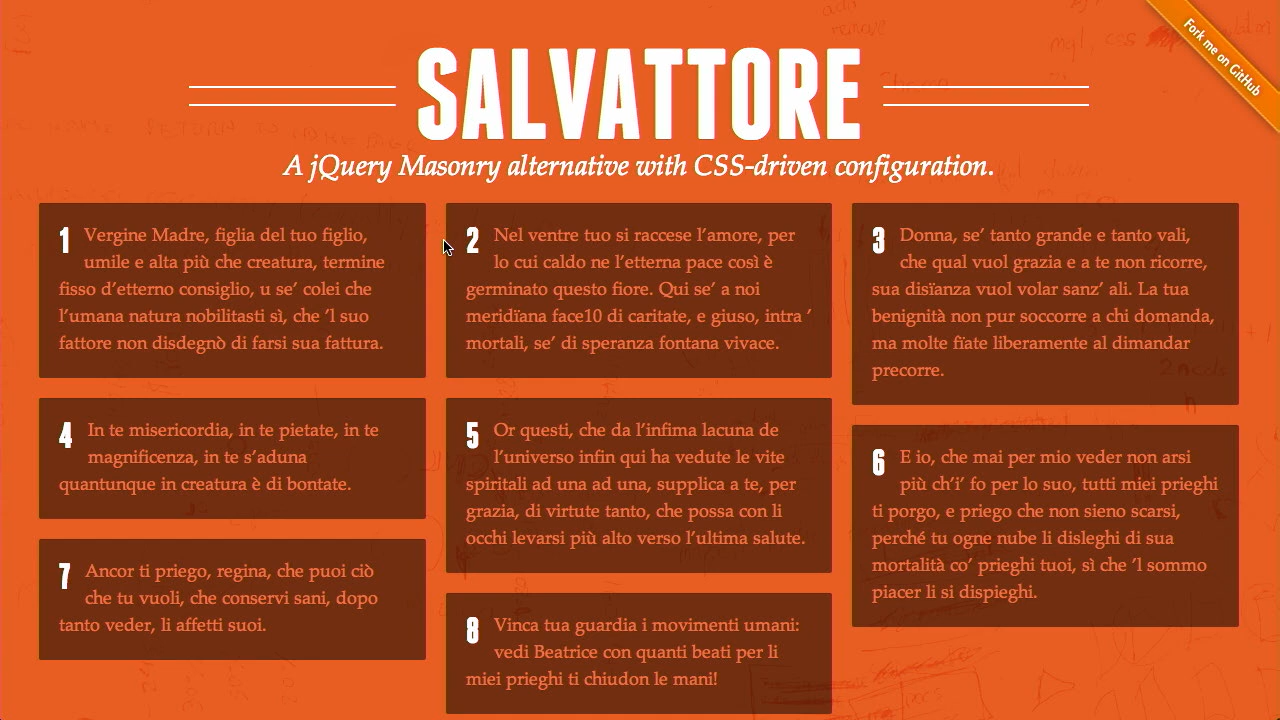 Fork me on GitHub
SALVATTORE
A jQuery Masonry alternative with CSS-driven configuration.
1 Vergine Madre, figlia del tuo figlio,
umile e alta più che creatura, termine
fisso d’etterno consiglio, u se’ colei che
l’umana natura nobilitasti sì, che ’l suo
fattore non disdegnò di farsi sua fattura.
2 Nel ventre tuo si raccese l’amore, per
lo cui caldo ne l’etterna pace così è
germinato questo fiore. Qui se’ a noi
meridïana face10 di caritate, e giuso, intra ’
mortali, se’ di speranza fontana vivace.
3 Donna, se’ tanto grande e tanto vali,
che qual vuol grazia e a te non ricorre,
sua disïanza vuol volar sanz’ ali. La tua
benignità non pur soccorre a chi domanda,
ma molte fïate liberamente al dimandar
precorre.
4 In te misericordia, in te pietate, in te
magnificenza, in te s’aduna
quantunque in creatura è di bontate.
5 Or questi, che da l’infima lacuna de
l’universo infin qui ha vedute le vite
spiritali ad una ad una, supplica a te, per
grazia, di virtute tanto, che possa con li
occhi levarsi più alto verso l’ultima salute.
6 E io, che mai per mio veder non arsi
più ch’i’ fo per lo suo, tutti miei prieghi
ti porgo, e priego che non sieno scarsi,
perché tu ogne nube li disleghi di sua
mortalità co’ prieghi tuoi, sì che ’l sommo
piacer li si dispieghi.
7 Ancor ti priego, regina, che puoi ciò
che tu vuoli, che conservi sani, dopo
tanto veder, li affetti suoi.
8 Vinca tua guardia i movimenti umani:
vedi Beatrice con quanti beati per li
miei prieghi ti chiudon le mani!